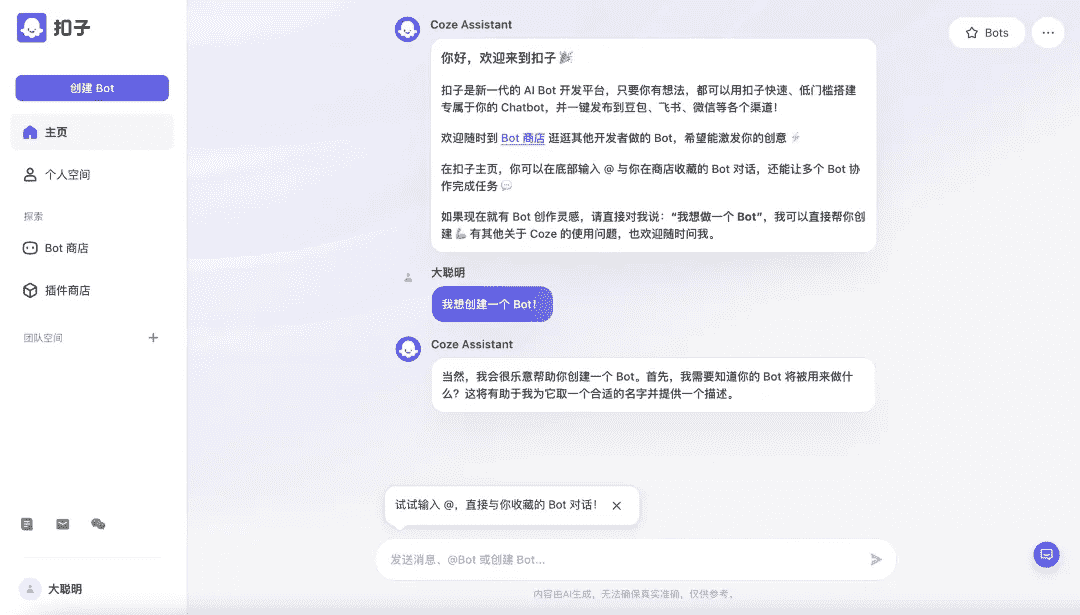 扣子
创建 Bot
主页
个人空间
探索
Bot 商店
插件商店
团队空间
大聪明
Bots
Coze Assistant
你好，欢迎来到扣子 🎉
扣子是新一代的 AI Bot 开发平台，只要你有想法，都可以用扣子快速、低门槛搭建
专属于你的 Chatbot，并一键发布到豆包、飞书、微信等各个渠道！
欢迎随时到 Bot 商店 逛逛其他开发者做的 Bot，希望能激发你的创意 ⚡
在扣子主页，你可以在底部输入 @ 与你在商店收藏的 Bot 对话，还能让多个 Bot 协
作完成任务 💬
如果现在就有 Bot 创作灵感，请直接对我说：“我想做一个 Bot”，我可以直接帮你创
建 💪 有其他关于 Coze 的使用问题，也欢迎随时问我。
大聪明
我想创建一个 Bot！
Coze Assistant
当然，我会很乐意帮助你创建一个 Bot。首先，我需要知道你的 Bot 将被用来做什
么？这将有助于我为它取一个合适的名字并提供一个描述。
试试输入 @，直接与你收藏的 Bot 对话！
发送消息、@Bot 或创建 Bot...
内容由AI生成，无法确保真实准确，仅供参考。